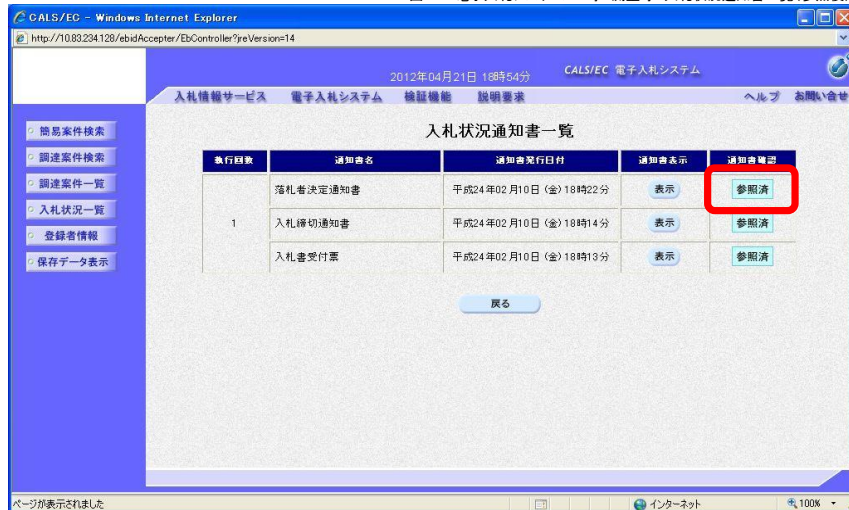 CALS/EC - Windows Internet Explorer
http://10.83.234.128/ebidAccepter/EbController?jreVersion=14
2012年04月21日 18時54分 CALS/EC 電子入札システム
入札情報サービス 電子入札システム 検証機能 説明要求 ヘルプ お問い合せ
簡易案件検索
調達案件検索
調達案件一覧
入札状況一覧
登録者情報
保存データ表示
入札状況通知書一覧
執行回数 通知書名 通知書発行日付 通知書表示 通知書確認
落札者決定通知書 平成24年02月10日 (金) 18時22分 表示 参照済
1 入札締切通知書 平成24年02月10日 (金) 18時14分 表示 参照済
入札書受付票 平成24年02月10日 (金) 18時13分 表示 参照済
戻る
ページが表示されました インターネット 100%